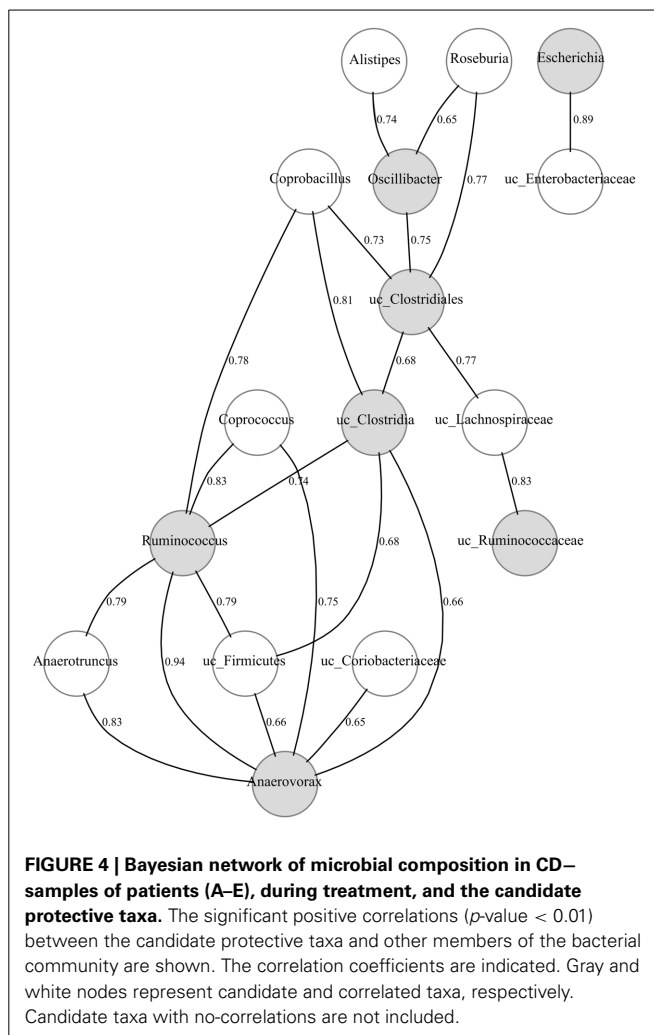 Alistipes Roseburia Escherichia
0.74 0.65 0.89
Coprobacillus Oscillibacter 0.77 uc_Enterobacteriaceae
0.73 0.75
0.81 uc_Clostridiales
0.78 0.68 0.77
Coprococcus uc_Clostridia uc_Lachnospiraceae
0.83 0.74 0.83
Ruminococcus 0.68 uc_Ruminococcaceae
0.79 0.79 0.75 0.66
Anaerotruncus 0.94 uc_Firmicutes uc_Coriobacteriaceae
0.83 0.66 0.65
Anaerovorax
FIGURE 4 | Bayesian network of microbial composition in CD−
samples of patients (A–E), during treatment, and the candidate
protective taxa. The significant positive correlations (p-value < 0.01)
between the candidate protective taxa and other members of the bacterial
community are shown. The correlation coefficients are indicated. Gray and
white nodes represent candidate and correlated taxa, respectively.
Candidate taxa with no-correlations are not included.